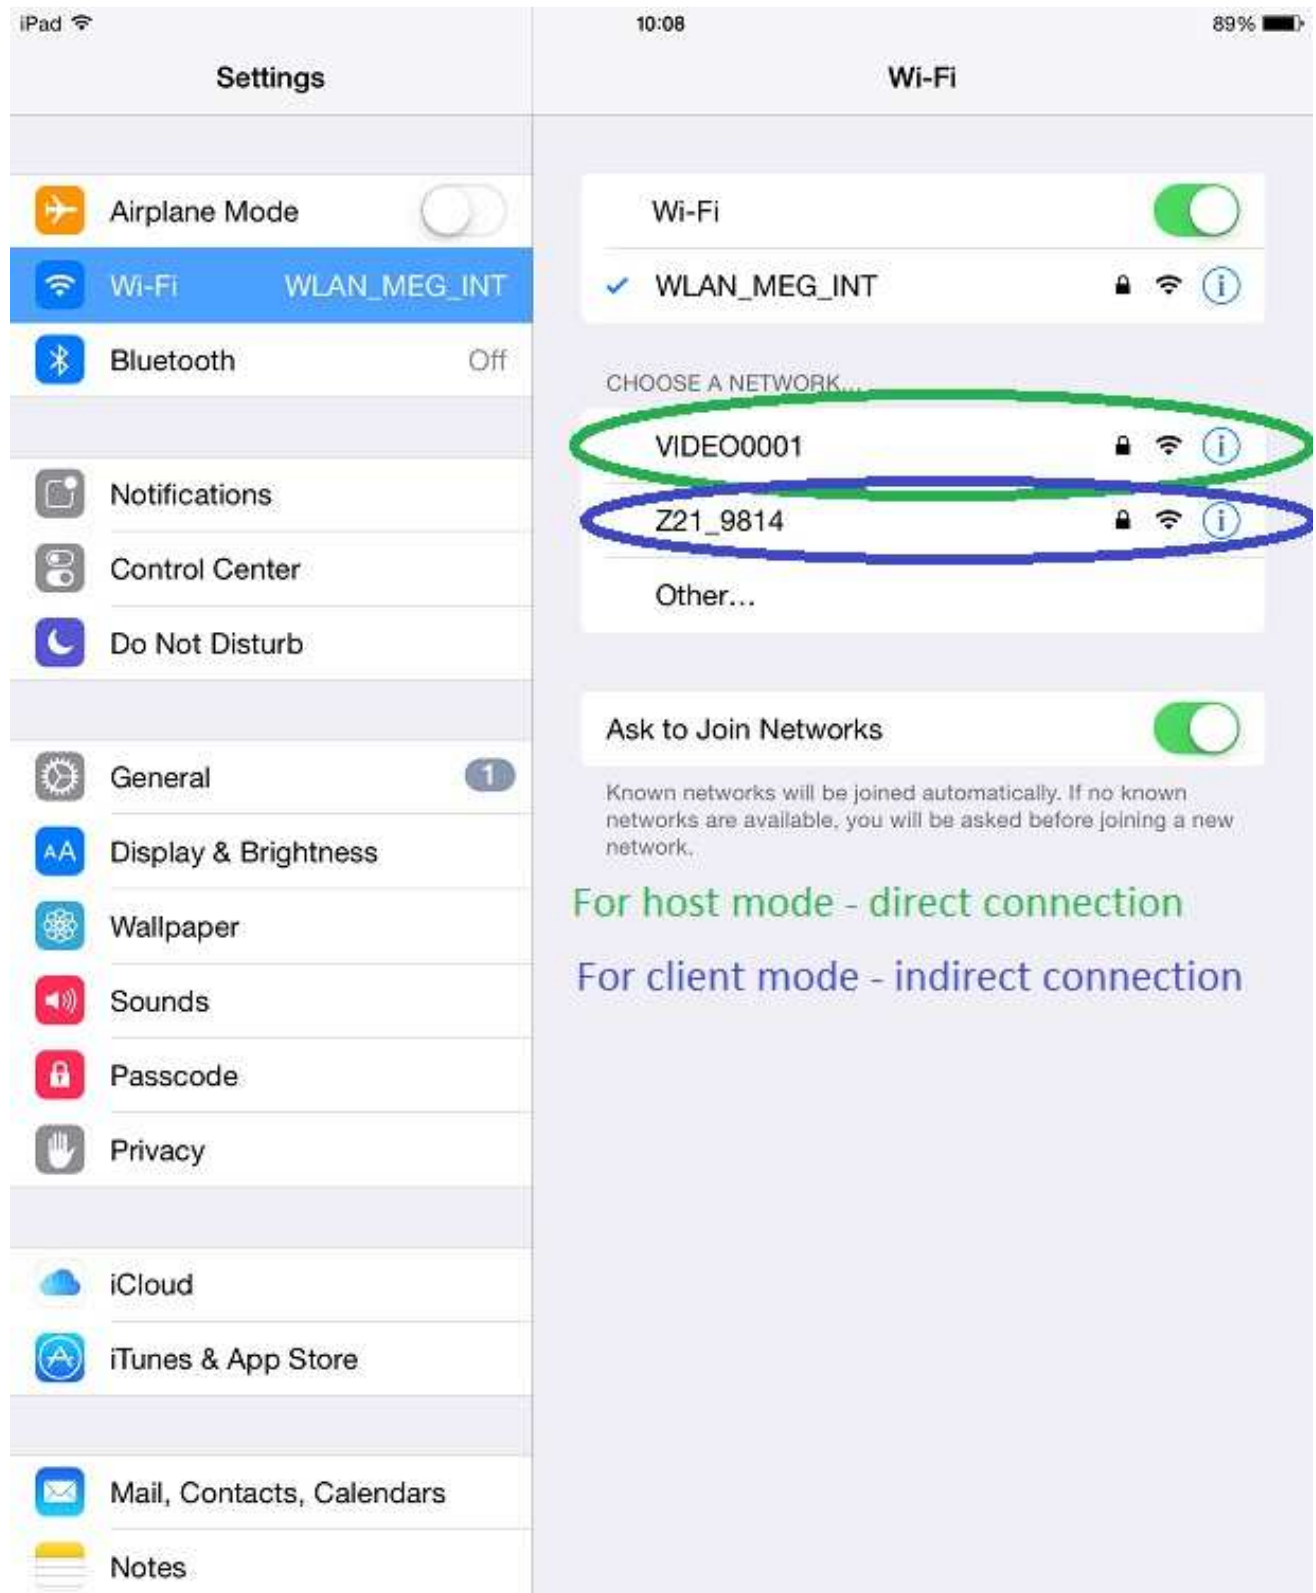 iPad 10:08 89%
Settings
Wi-Fi
Airplane Mode
Wi-Fi WLAN_MEG_INT
Bluetooth Off
Notifications
Control Center
Do Not Disturb
General 1
Display & Brightness
Wallpaper
Sounds
Passcode
Privacy
iCloud
iTunes & App Store
Mail, Contacts, Calendars
Notes
Wi-Fi
WLAN_MEG_INT
CHOOSE A NETWORK...
VIDEO0001
Z21_9814
Other...
Ask to Join Networks
Known networks will be joined automatically. If no known
networks are available, you will be asked before joining a new
network.
For host mode - direct connection
For client mode - indirect connection